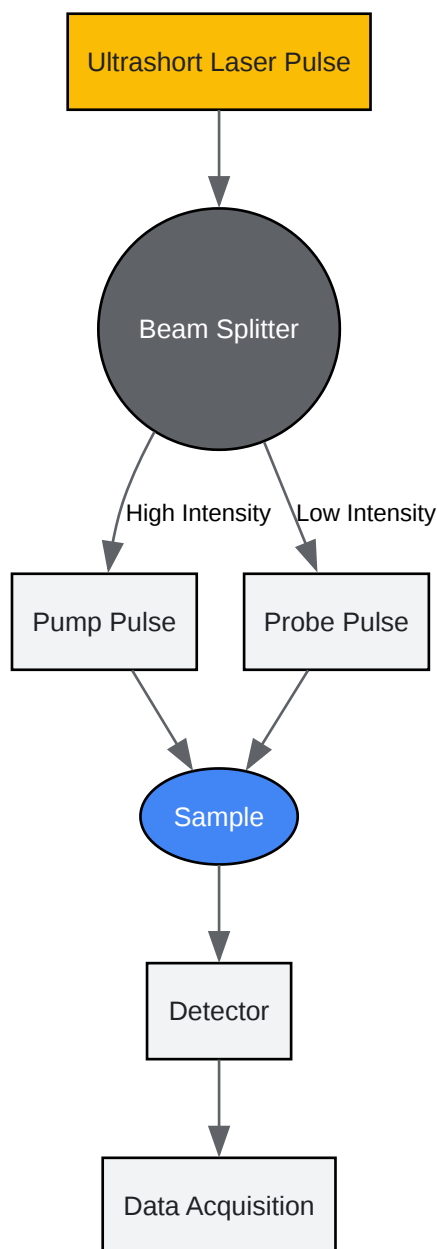 Ultrashort Laser Pulse
Beam Splitter
High Intensity
Low Intensity
Pump Pulse
Probe Pulse
Sample
Detector
Data Acquisition